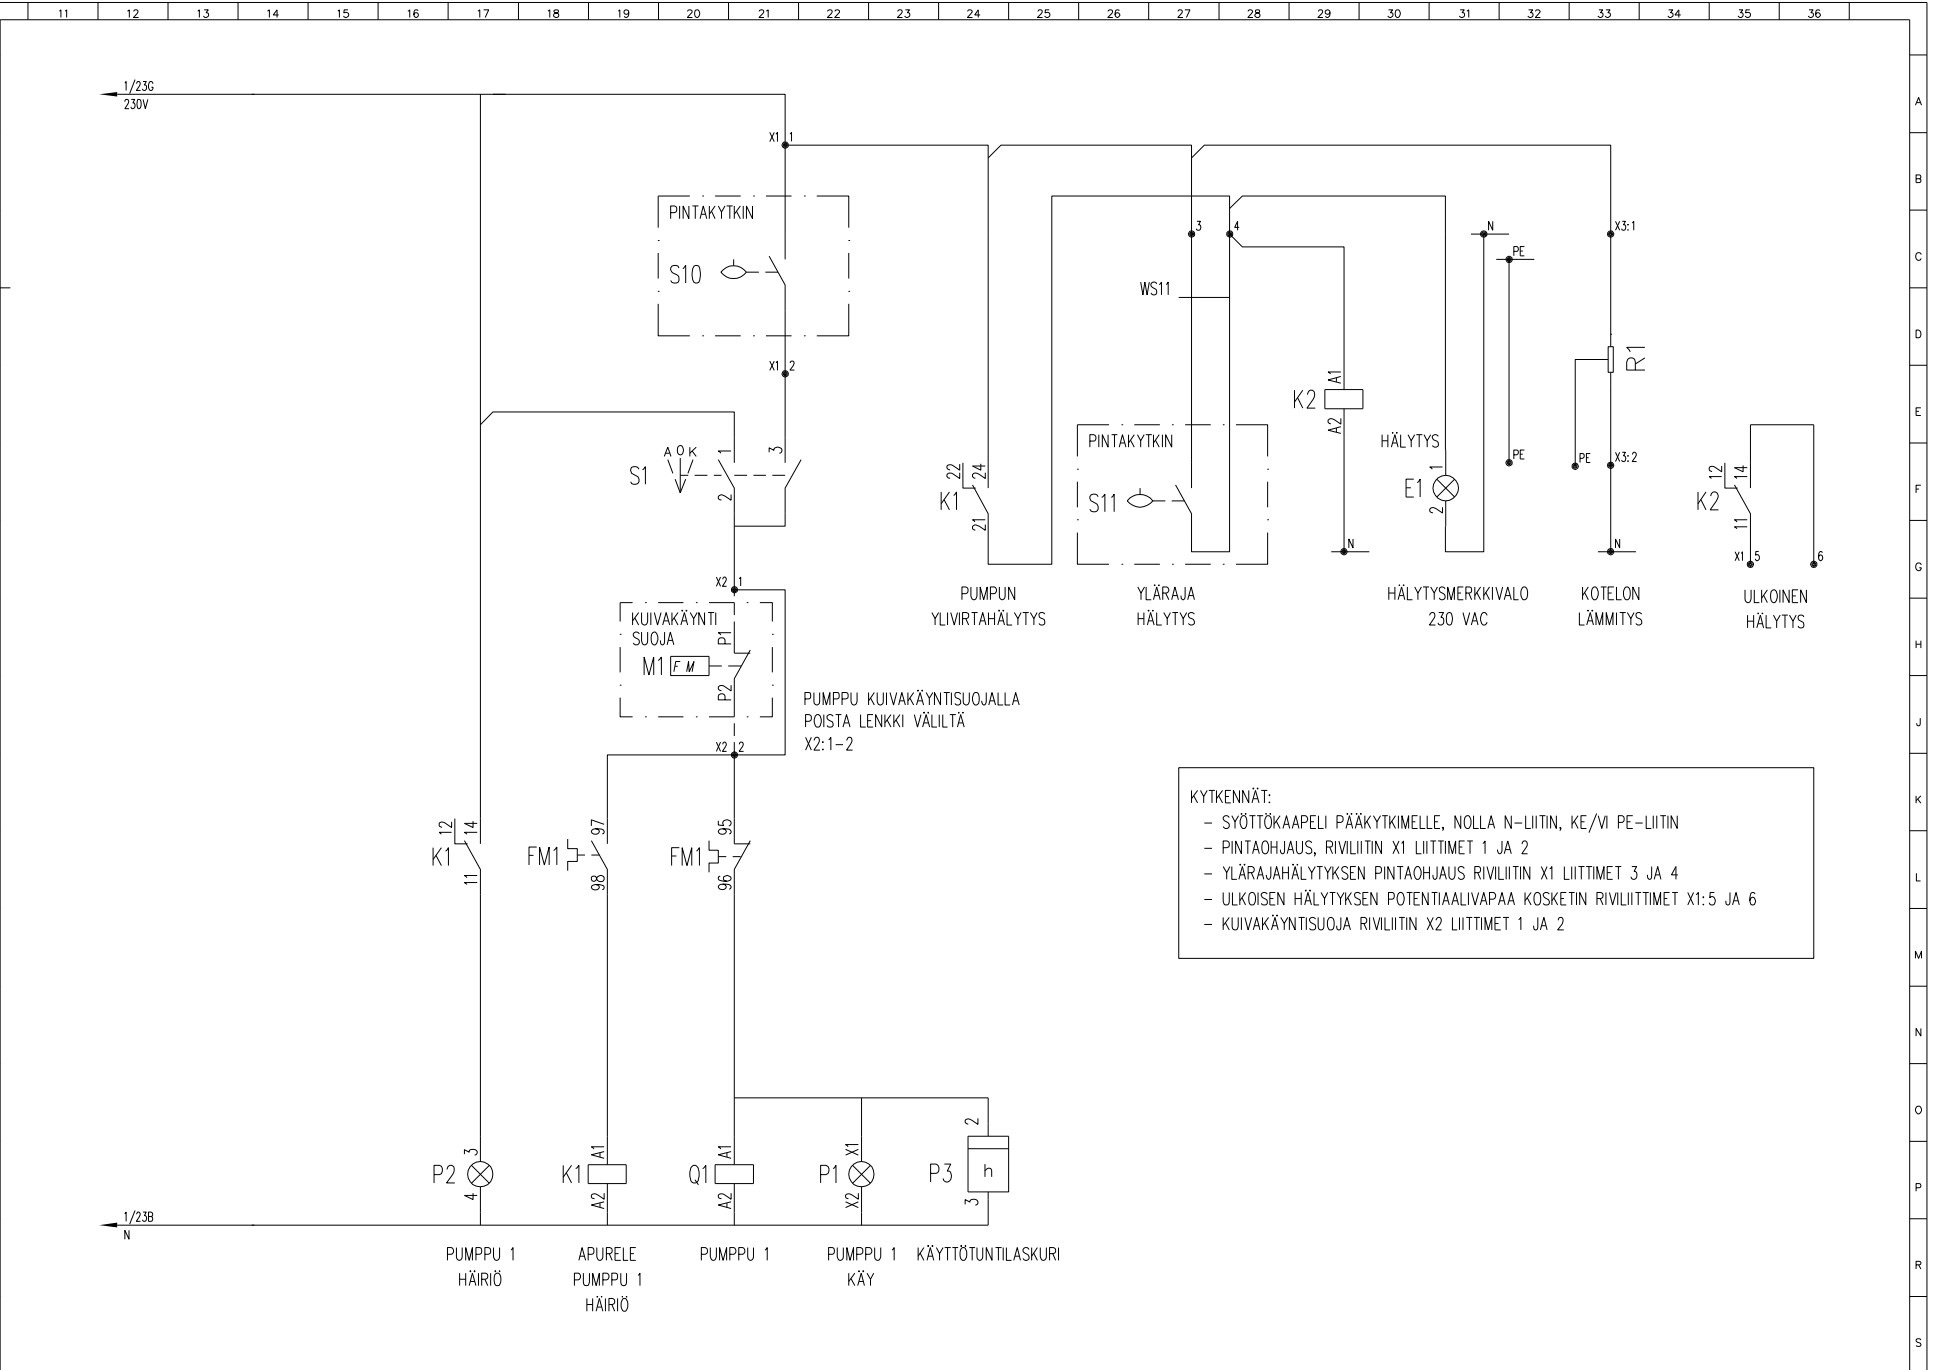 11 12 13 14 15 16 17 18 19 20 21 22 23 24 25 26 27 28 29 30 31 32 33 34 35 36
1/23G
230V
A
X1 1
B
PINTAKYTKIN
3 4 N X3:1
PE
C
S10
WS11
D
X1 2
R1
A1
K2
A2
E
PINTAKYTKIN
HÄLYTYS
A O K
1 3
S1
2
22 24
K1
21
S11
1
E1
2
PE
PE X3:2
12 14
K2
11
F
N
N
X1 5 6
G
X2 1
PUMPUN
YLIVIRTAHÄLYTYS
YLÄRAJA
HÄLYTYS
HÄLYTYSMERKKIVALO
230 VAC
KOTELON
LÄMMITYS
ULKOINEN
HÄLYTYS
KUIVAKÄYNTI
SUOJA
P1
M1 FM
P2
H
PUMPPU KUIVAKÄYNTISUOJALLA
POISTA LENKKI VÄLILTÄ
X2:1-2
J
X2 2
KYTKENNÄT:
- SYÖTTÖKAAPELI PÄÄKYTKIMELLE, NOLLA N-LIITIN, KE/VI PE-LIITIN
- PINTAOHJAUS, RIVILIITIN X1 LIITTIMET 1 JA 2
- YLÄRAJAHÄLYTYKSEN PINTAOHJAUS RIVILIITIN X1 LIITTIMET 3 JA 4
- ULKOISEN HÄLYTYKSEN POTENTIAALIVAPAA KOSKETIN RIVILIITTIMET X1:5 JA 6
- KUIVAKÄYNTISUOJA RIVILIITIN X2 LIITTIMET 1 JA 2
K
12 14
K1
11
97
FM1
98
95
FM1
96
L
M
N
O
3
P2
4
A1
K1
A2
A1
Q1
A2
X1
P1
X2
2
P3 h
3
P
1/23B
N
PUMPPU 1
HÄIRIÖ
APURELE
PUMPPU 1
HÄIRIÖ
PUMPPU 1
PUMPPU 1
KÄY
KÄYTTÖTUNTILASKURI
R
S